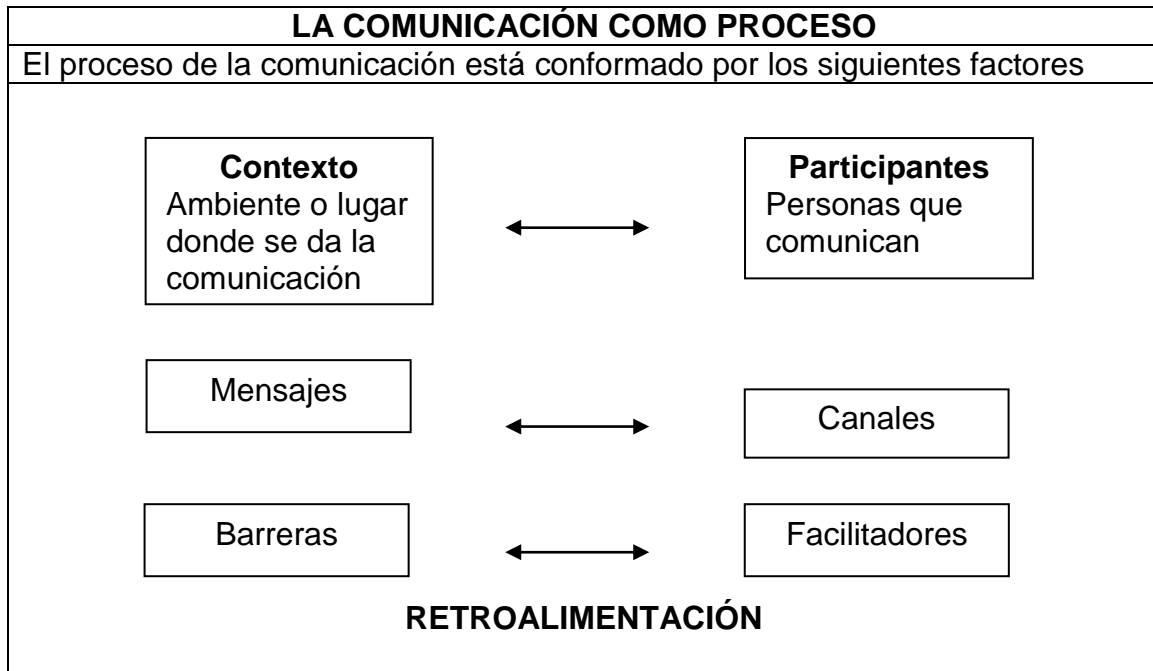 LA COMUNICACIÓN COMO PROCESO
El proceso de la comunicación está conformado por los siguientes factores
Contexto
Ambiente o lugar
donde se da la
comunicación
Participantes
Personas que
comunican
Mensajes
Canales
Barreras
Facilitadores
RETROALIMENTACIÓN